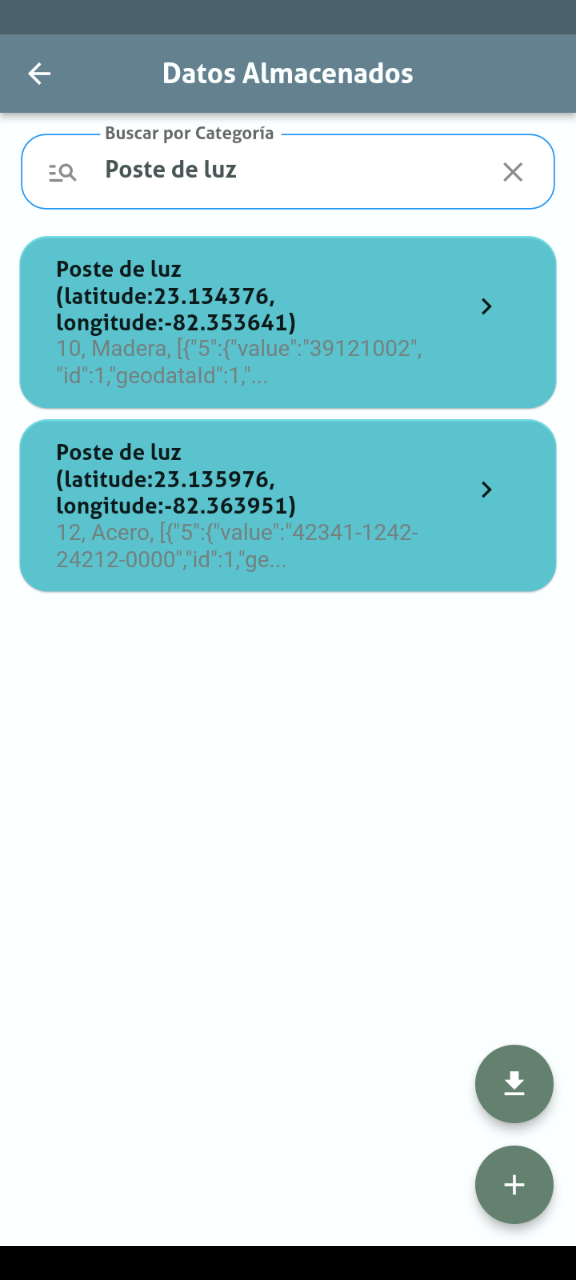 Datos Almacenados
Buscar por Categoría
Poste de luz
Poste de luz
(latitude:23.134376,
longitude:-82.353641)
10, Madera, [{"5":{"value":"39121002",
"id":1,"geodataId":1,"...
Poste de luz
(latitude:23.135976,
longitude:-82.363951)
12, Acero, [{"5":{"value":"42341-1242-
24212-0000","id":1,"ge...